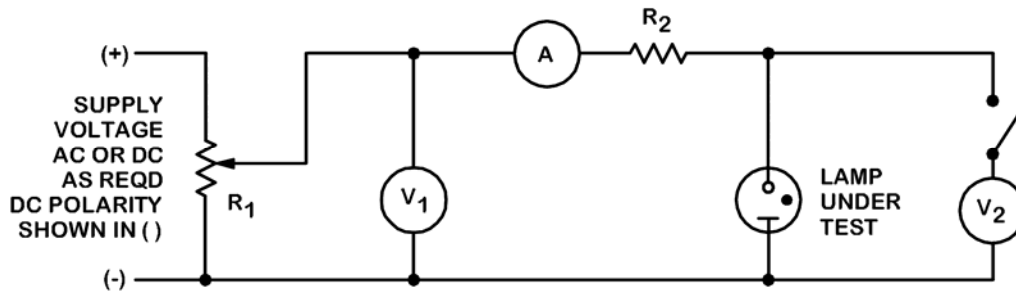 (+)
SUPPLY
VOLTAGE
AC OR DC
AS REQD
DC POLARITY
SHOWN IN ( )
(-)
R1
V1
A
R2
LAMP
UNDER
TEST
V2